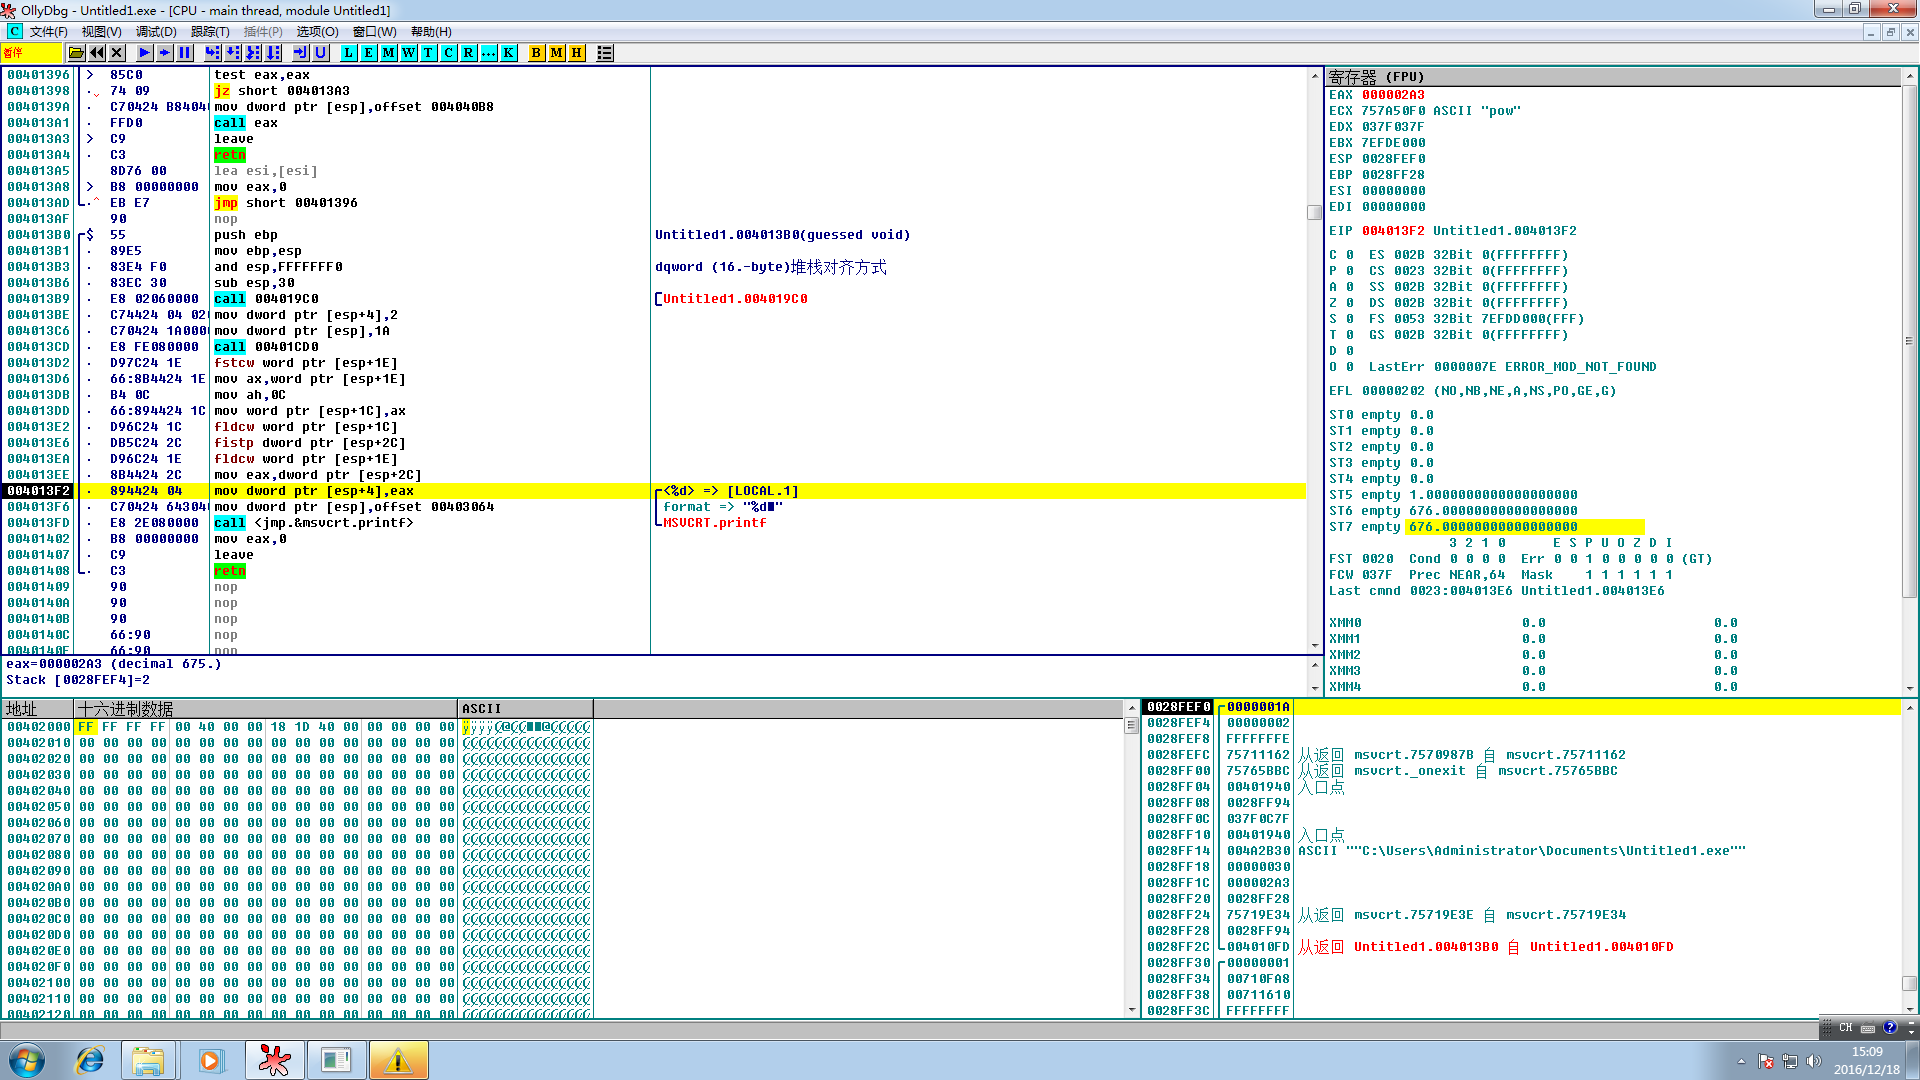 OllyDbg - Untitled1.exe - [CPU - main thread, module Untitled1]
C 文件(F) 视图(V) 调试(D) 跟踪(T) 插件(P) 选项(O) 窗口(W) 帮助(H)
暂停 L E M W T C R ... K B M H
00401396 > 85C0 test eax,eax
00401398 . 74 09 jz short 004013A3
0040139A . C70424 B84040 mov dword ptr [esp],offset 004040B8
004013A1 . FFD0 call eax
004013A3 > C9 leave
004013A4 . C3 retn
004013A5 8D76 00 lea esi,[esi]
004013A8 > B8 00000000 mov eax,0
004013AD .^ EB E7 jmp short 00401396
004013AF 90 nop
004013B0 $ 55 push ebp Untitled1.004013B0(guessed void)
004013B1 . 89E5 mov ebp,esp
004013B3 . 83E4 F0 and esp,FFFFFFF0 dqword (16.-byte)堆栈对齐方式
004013B6 . 83EC 30 sub esp,30
004013B9 . E8 02060000 call 004019C0 [Untitled1.004019C0
004013BE . C74424 04 020 mov dword ptr [esp+4],2
004013C6 . C70424 1A0000 mov dword ptr [esp],1A
004013CD . E8 FE080000 call 00401CD0
004013D2 . D97C24 1E fstcw word ptr [esp+1E]
004013D6 . 66:8B4424 1E mov ax,word ptr [esp+1E]
004013DB . B4 0C mov ah,0C
004013DD . 66:894424 1C mov word ptr [esp+1C],ax
004013E2 . D96C24 1C fldcw word ptr [esp+1C]
004013E6 . DB5C24 2C fistp dword ptr [esp+2C]
004013EA . D96C24 1E fldcw word ptr [esp+1E]
004013EE . 8B4424 2C mov eax,dword ptr [esp+2C]
004013F2 . 894424 04 mov dword ptr [esp+4],eax <%d> => [LOCAL.1]
004013F6 . C70424 643040 mov dword ptr [esp],offset 00403064 format => "%d"
004013FD . E8 2E080000 call <jmp.&msvcrt.printf> MSVCRT.printf
00401402 . B8 00000000 mov eax,0
00401407 . C9 leave
00401408 . C3 retn
00401409 90 nop
0040140A 90 nop
0040140B 90 nop
0040140C 66:90 nop
0040140E 66:90 nop
eax=000002A3 (decimal 675.)
Stack [0028FEF4]=2
寄存器 (FPU)
EAX 000002A3
ECX 757A50F0 ASCII "pow"
EDX 037F037F
EBX 7EFDE000
ESP 0028FEF0
EBP 0028FF28
ESI 00000000
EDI 00000000
EIP 004013F2 Untitled1.004013F2
C 0 ES 002B 32Bit 0(FFFFFFFF)
P 0 CS 0023 32Bit 0(FFFFFFFF)
A 0 SS 002B 32Bit 0(FFFFFFFF)
Z 0 DS 002B 32Bit 0(FFFFFFFF)
S 0 FS 0053 32Bit 7EFDD000(FFF)
T 0 GS 002B 32Bit 0(FFFFFFFF)
D 0
O 0 LastErr 0000007E ERROR_MOD_NOT_FOUND
EFL 00000202 (NO,NB,NE,A,NS,PO,GE,G)
ST0 empty 0.0
ST1 empty 0.0
ST2 empty 0.0
ST3 empty 0.0
ST4 empty 0.0
ST5 empty 1.0000000000000000000
ST6 empty 676.00000000000000000
ST7 empty 676.00000000000000000
3 2 1 0 E S P U O Z D I
FST 0020 Cond 0 0 0 0 Err 0 0 1 0 0 0 0 0 (GT)
FCW 037F Prec NEAR,64 Mask 1 1 1 1 1 1
Last cmnd 0023:004013E6 Untitled1.004013E6
XMM0 0.0 0.0
XMM1 0.0 0.0
XMM2 0.0 0.0
XMM3 0.0 0.0
XMM4 0.0 0.0
地址 十六进制数据 ASCII
00402000 FF FF FF FF 00 40 00 00 18 1D 40 00 00 00 00 00
00402010 00 00 00 00 00 00 00 00 00 00 00 00 00 00 00 00
00402020 00 00 00 00 00 00 00 00 00 00 00 00 00 00 00 00
00402030 00 00 00 00 00 00 00 00 00 00 00 00 00 00 00 00
00402040 00 00 00 00 00 00 00 00 00 00 00 00 00 00 00 00
00402050 00 00 00 00 00 00 00 00 00 00 00 00 00 00 00 00
00402060 00 00 00 00 00 00 00 00 00 00 00 00 00 00 00 00
00402070 00 00 00 00 00 00 00 00 00 00 00 00 00 00 00 00
00402080 00 00 00 00 00 00 00 00 00 00 00 00 00 00 00 00
00402090 00 00 00 00 00 00 00 00 00 00 00 00 00 00 00 00
004020A0 00 00 00 00 00 00 00 00 00 00 00 00 00 00 00 00
004020B0 00 00 00 00 00 00 00 00 00 00 00 00 00 00 00 00
004020C0 00 00 00 00 00 00 00 00 00 00 00 00 00 00 00 00
004020D0 00 00 00 00 00 00 00 00 00 00 00 00 00 00 00 00
004020E0 00 00 00 00 00 00 00 00 00 00 00 00 00 00 00 00
004020F0 00 00 00 00 00 00 00 00 00 00 00 00 00 00 00 00
00402100 00 00 00 00 00 00 00 00 00 00 00 00 00 00 00 00
00402110 00 00 00 00 00 00 00 00 00 00 00 00 00 00 00 00
00402120 00 00 00 00 00 00 00 00 00 00 00 00 00 00 00 00
0028FEF0 0000001A
0028FEF4 00000002
0028FEF8 FFFFFFFE
0028FEFC 75711162 从返回 msvcrt.7570987B 自 msvcrt.75711162
0028FF00 75765BBC 从返回 msvcrt._onexit 自 msvcrt.75765BBC
0028FF04 00401940 入口点
0028FF08 0028FF94
0028FF0C 037F0C7F
0028FF10 00401940 入口点
0028FF14 004A2B30 ASCII ""C:\Users\Administrator\Documents\Untitled1.exe""
0028FF18 00000030
0028FF1C 000002A3
0028FF20 0028FF28
0028FF24 75719E34 从返回 msvcrt.75719E3E 自 msvcrt.75719E34
0028FF28 0028FF94
0028FF2C 004010FD 从返回 Untitled1.004013B0 自 Untitled1.004010FD
0028FF30 00000001
0028FF34 00710FA8
0028FF38 00711610
0028FF3C FFFFFFFF
CH
15:09
2016/12/18